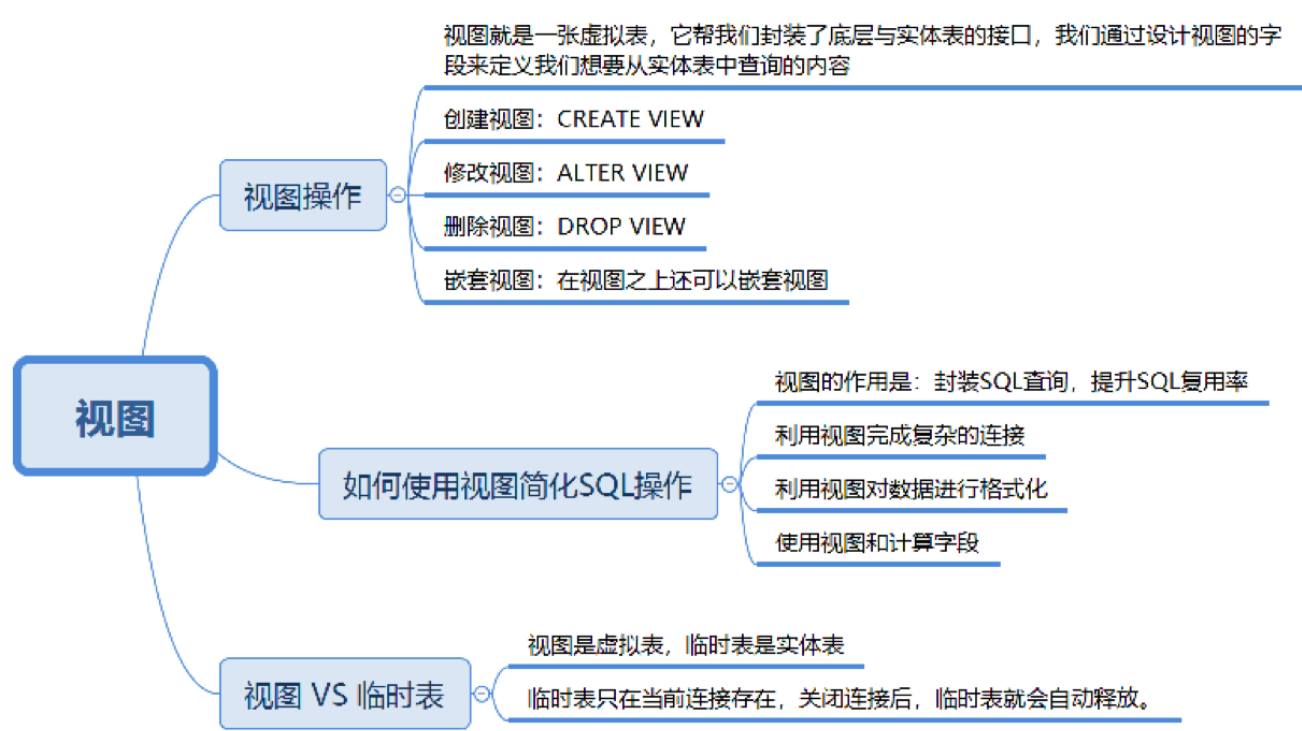 视图就是一张虚拟表，它帮我们封装了底层与实体表的接口，我们通过设计视图的字
段来定义我们想要从实体表中查询的内容
创建视图：CREATE VIEW
修改视图：ALTER VIEW
视图操作
删除视图：DROP VIEW
嵌套视图：在视图之上还可以嵌套视图
视图
视图的作用是：封装SQL查询，提升SQL复用率
利用视图完成复杂的连接
如何使用视图简化SQL操作
利用视图对数据进行格式化
使用视图和计算字段
视图是虚拟表，临时表是实体表
视图 VS 临时表
临时表只在当前连接存在，关闭连接后，临时表就会自动释放。